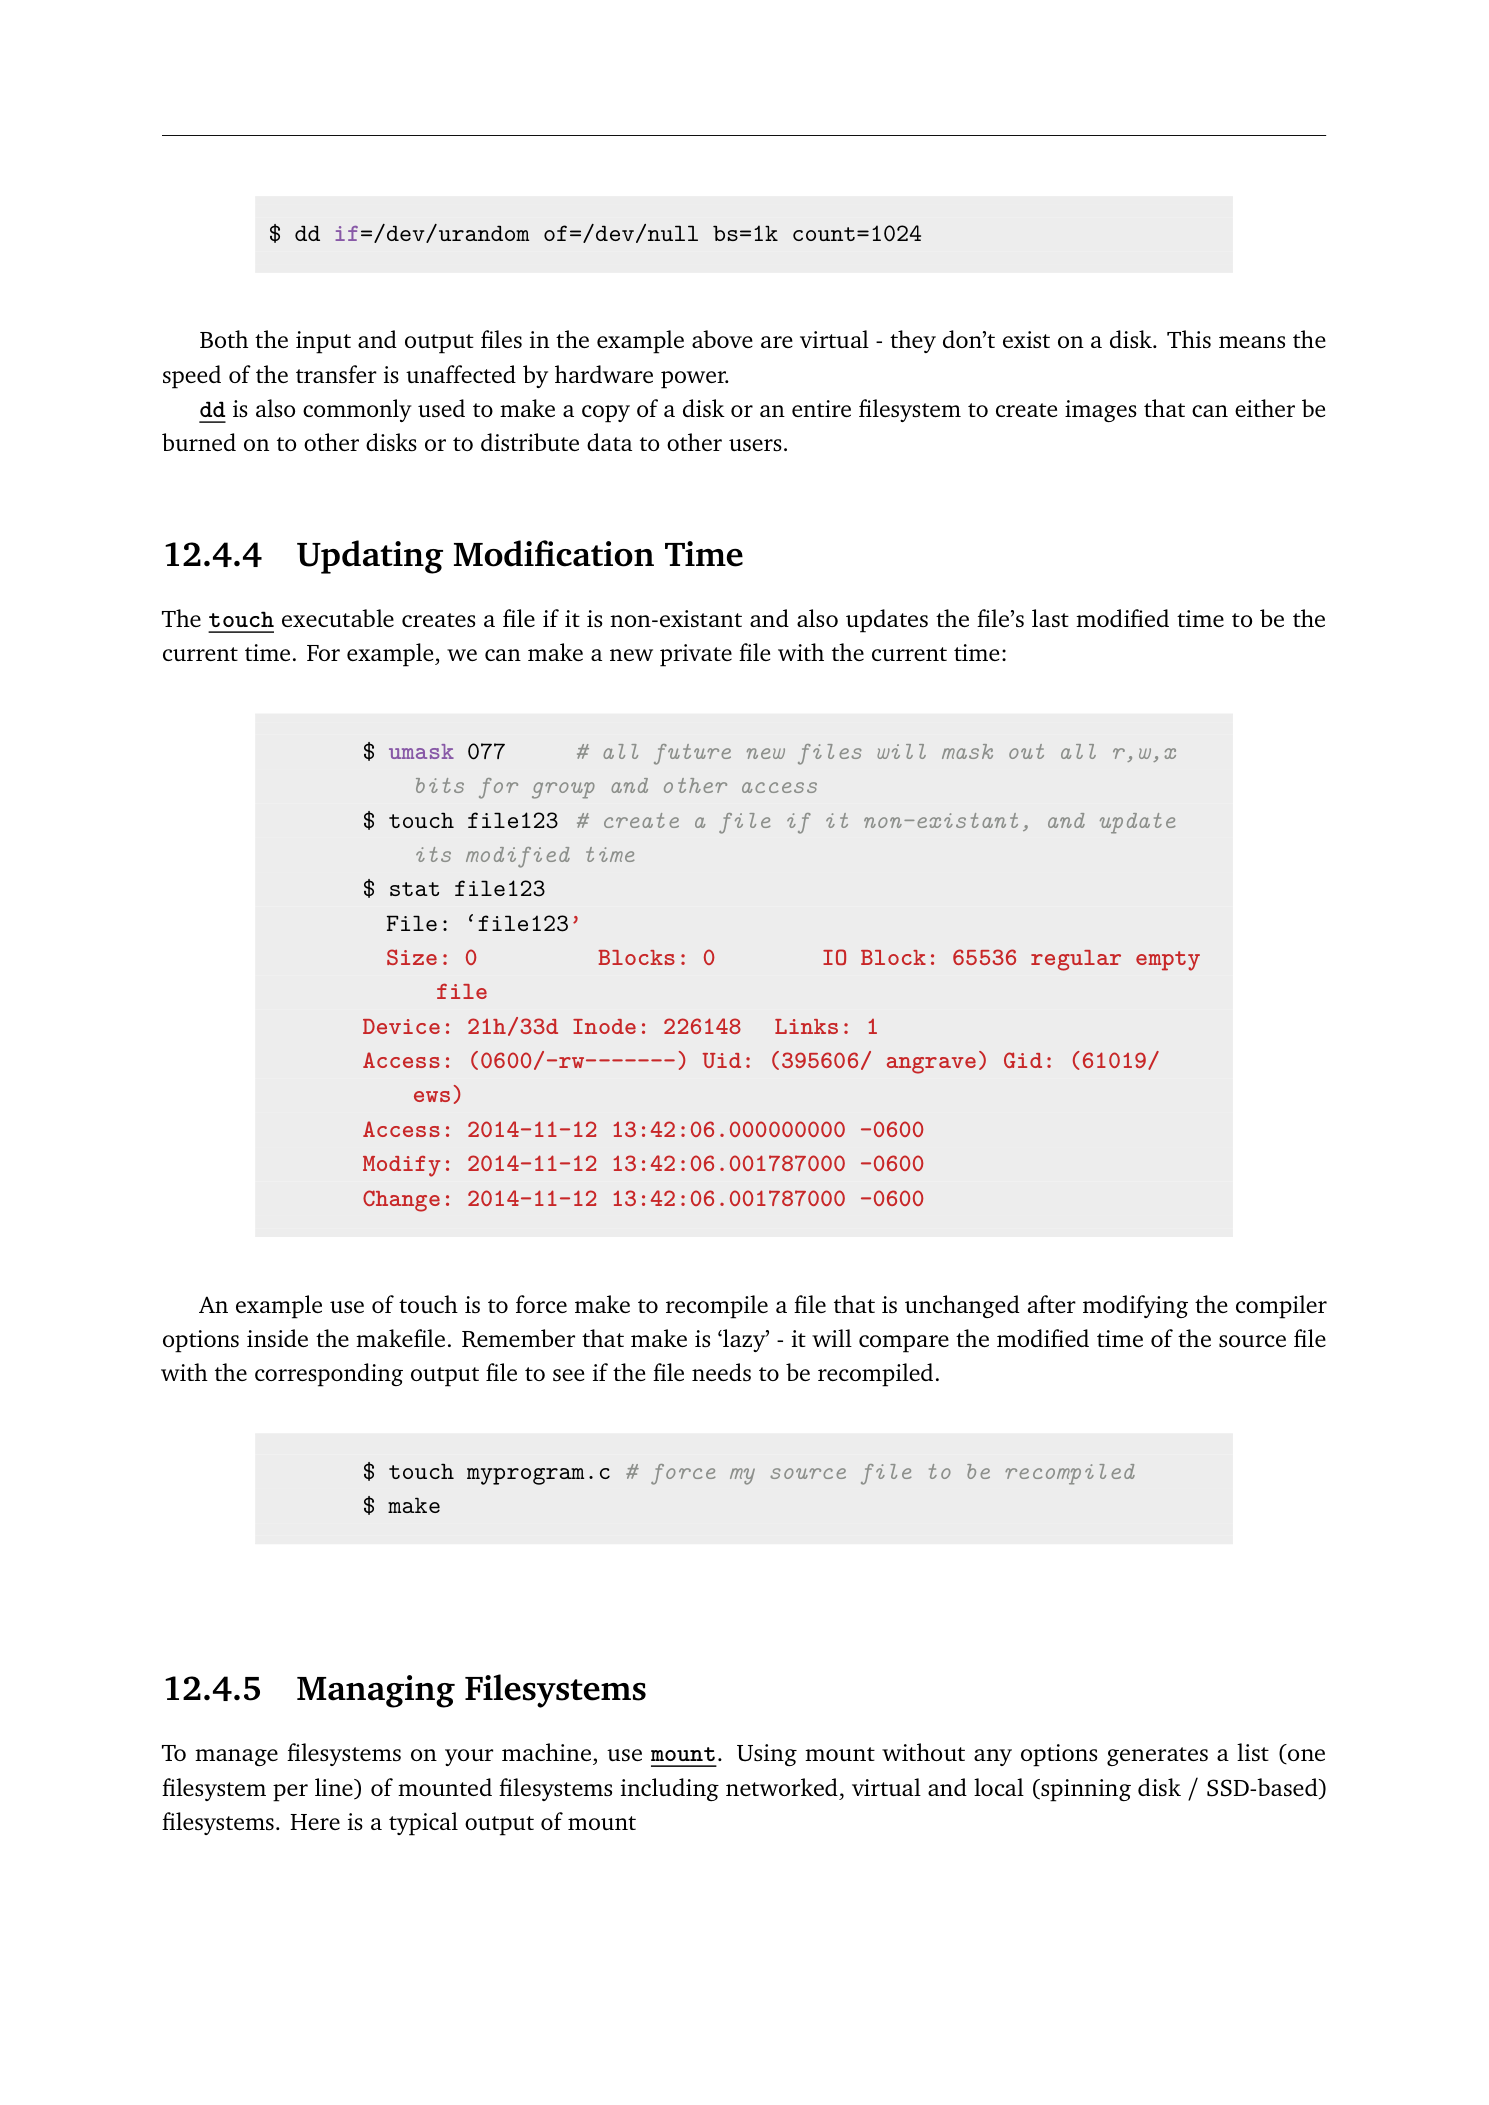 $ dd if=/dev/urandom of=/dev/null bs=1k count=1024
Both the input and output files in the example above are virtual - they don’t exist on a disk. This means the
speed of the transfer is unaffected by hardware power.
dd is also commonly used to make a copy of a disk or an entire filesystem to create images that can either be
burned on to other disks or to distribute data to other users.
12.4.4 Updating Modification Time
The touch executable creates a file if it is non-existant and also updates the file’s last modified time to be the
current time. For example, we can make a new private file with the current time:
$ umask 077 # all future new files will mask out all r,w,x
bits for group and other access
$ touch file123 # create a file if it non-existant, and update
its modified time
$ stat file123
File: ‘file123’
Size: 0 Blocks: 0 IO Block: 65536 regular empty
file
Device: 21h/33d Inode: 226148 Links: 1
Access: (0600/-rw-------) Uid: (395606/ angrave) Gid: (61019/
ews)
Access: 2014-11-12 13:42:06.000000000 -0600
Modify: 2014-11-12 13:42:06.001787000 -0600
Change: 2014-11-12 13:42:06.001787000 -0600
An example use of touch is to force make to recompile a file that is unchanged after modifying the compiler
options inside the makefile. Remember that make is ‘lazy’ - it will compare the modified time of the source file
with the corresponding output file to see if the file needs to be recompiled.
$ touch myprogram.c # force my source file to be recompiled
$ make
12.4.5 Managing Filesystems
To manage filesystems on your machine, use mount. Using mount without any options generates a list (one
filesystem per line) of mounted filesystems including networked, virtual and local (spinning disk / SSD-based)
filesystems. Here is a typical output of mount